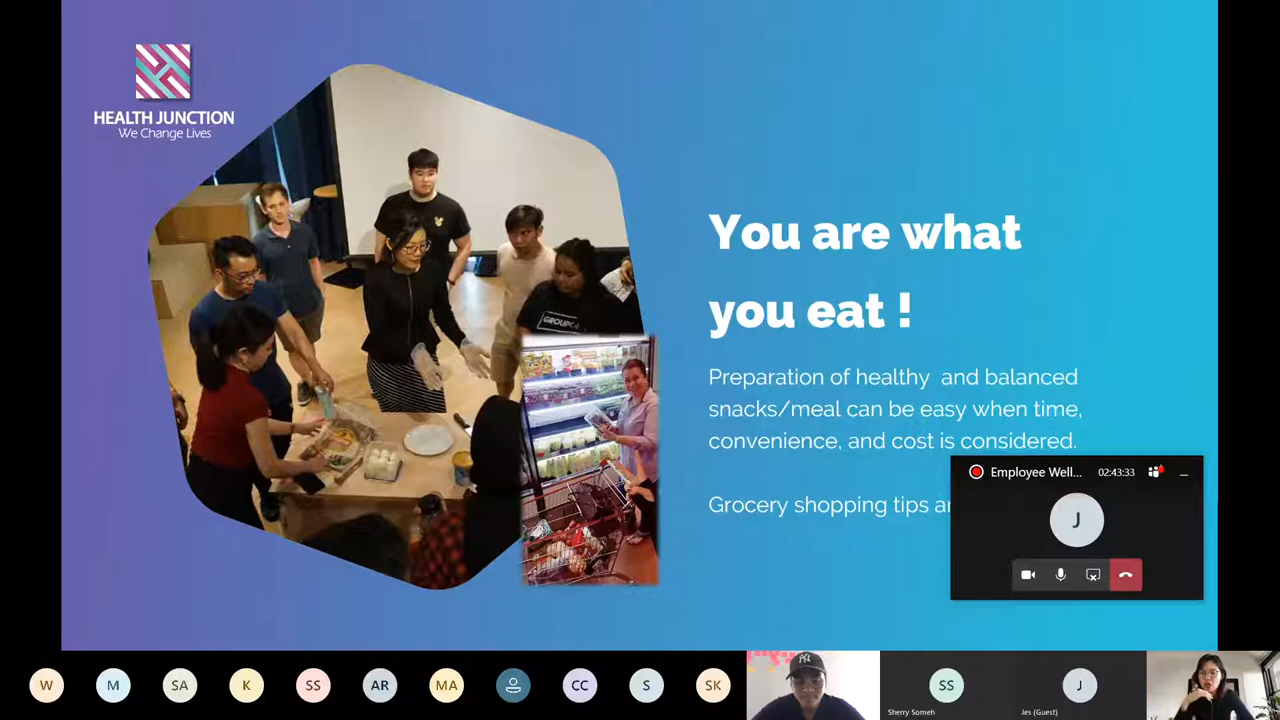 HEALTH JUNCTION
We Change Lives
GROUP
You are what
you eat !
Preparation of healthy and balanced
snacks/meal can be easy when time,
convenience, and cost is considered.
Grocery shopping tips
Employee Well...
02:43:33
J
W
M
SA
K
SS
AR
MA
CC
S
SK
SS
Sherry Someh
J
Jes (Guest)